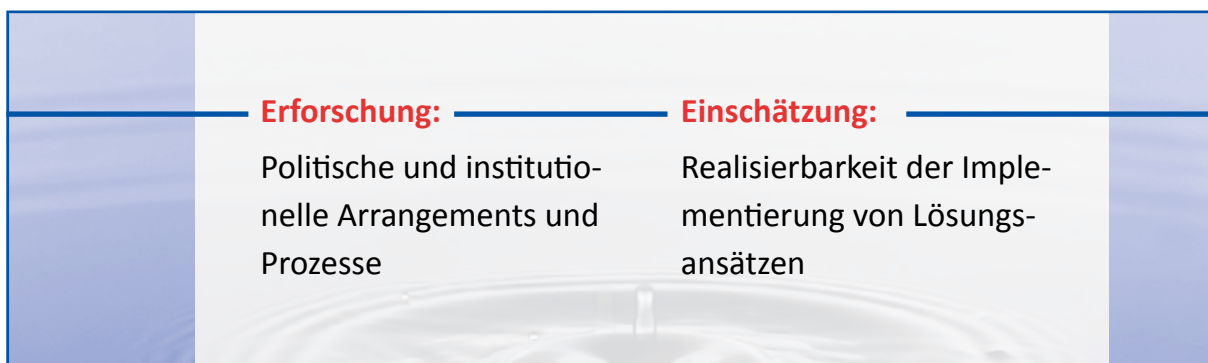 Erforschung:
Politische und institutio-
nelle Arrangements und
Prozesse
Einschätzung:
Realisierbarkeit der Imple-
mentierung von Lösungs-
ansätzen